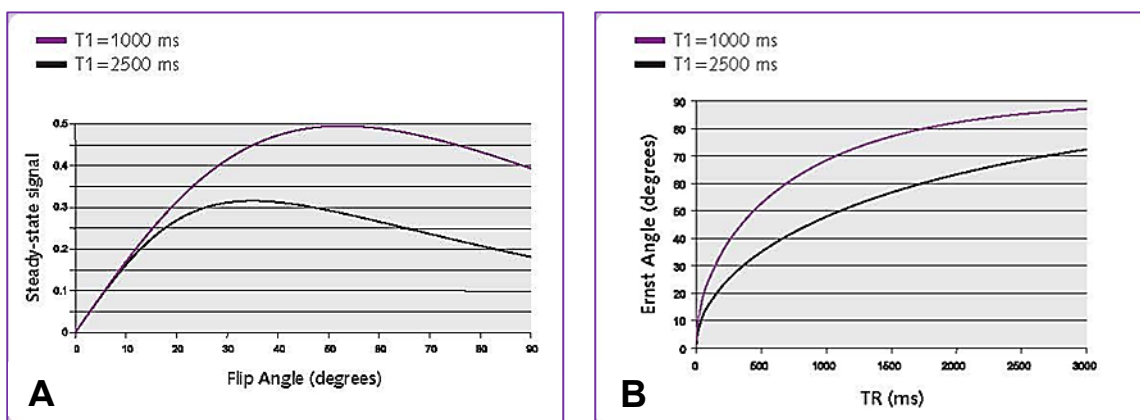 T1=1000 ms
T1=2500 ms
0.5
0.4
0.3
0.2
0.1
0
Steady-state signal
0 10 20 30 40 50 60 70 80 90
Flip Angle (degrees)
A
T1=1000 ms
T1=2500 ms
90
80
70
60
50
40
30
20
10
0
Ernst Angle (degrees)
0 500 1000 1500 2000 2500 3000
TR (ms)
B